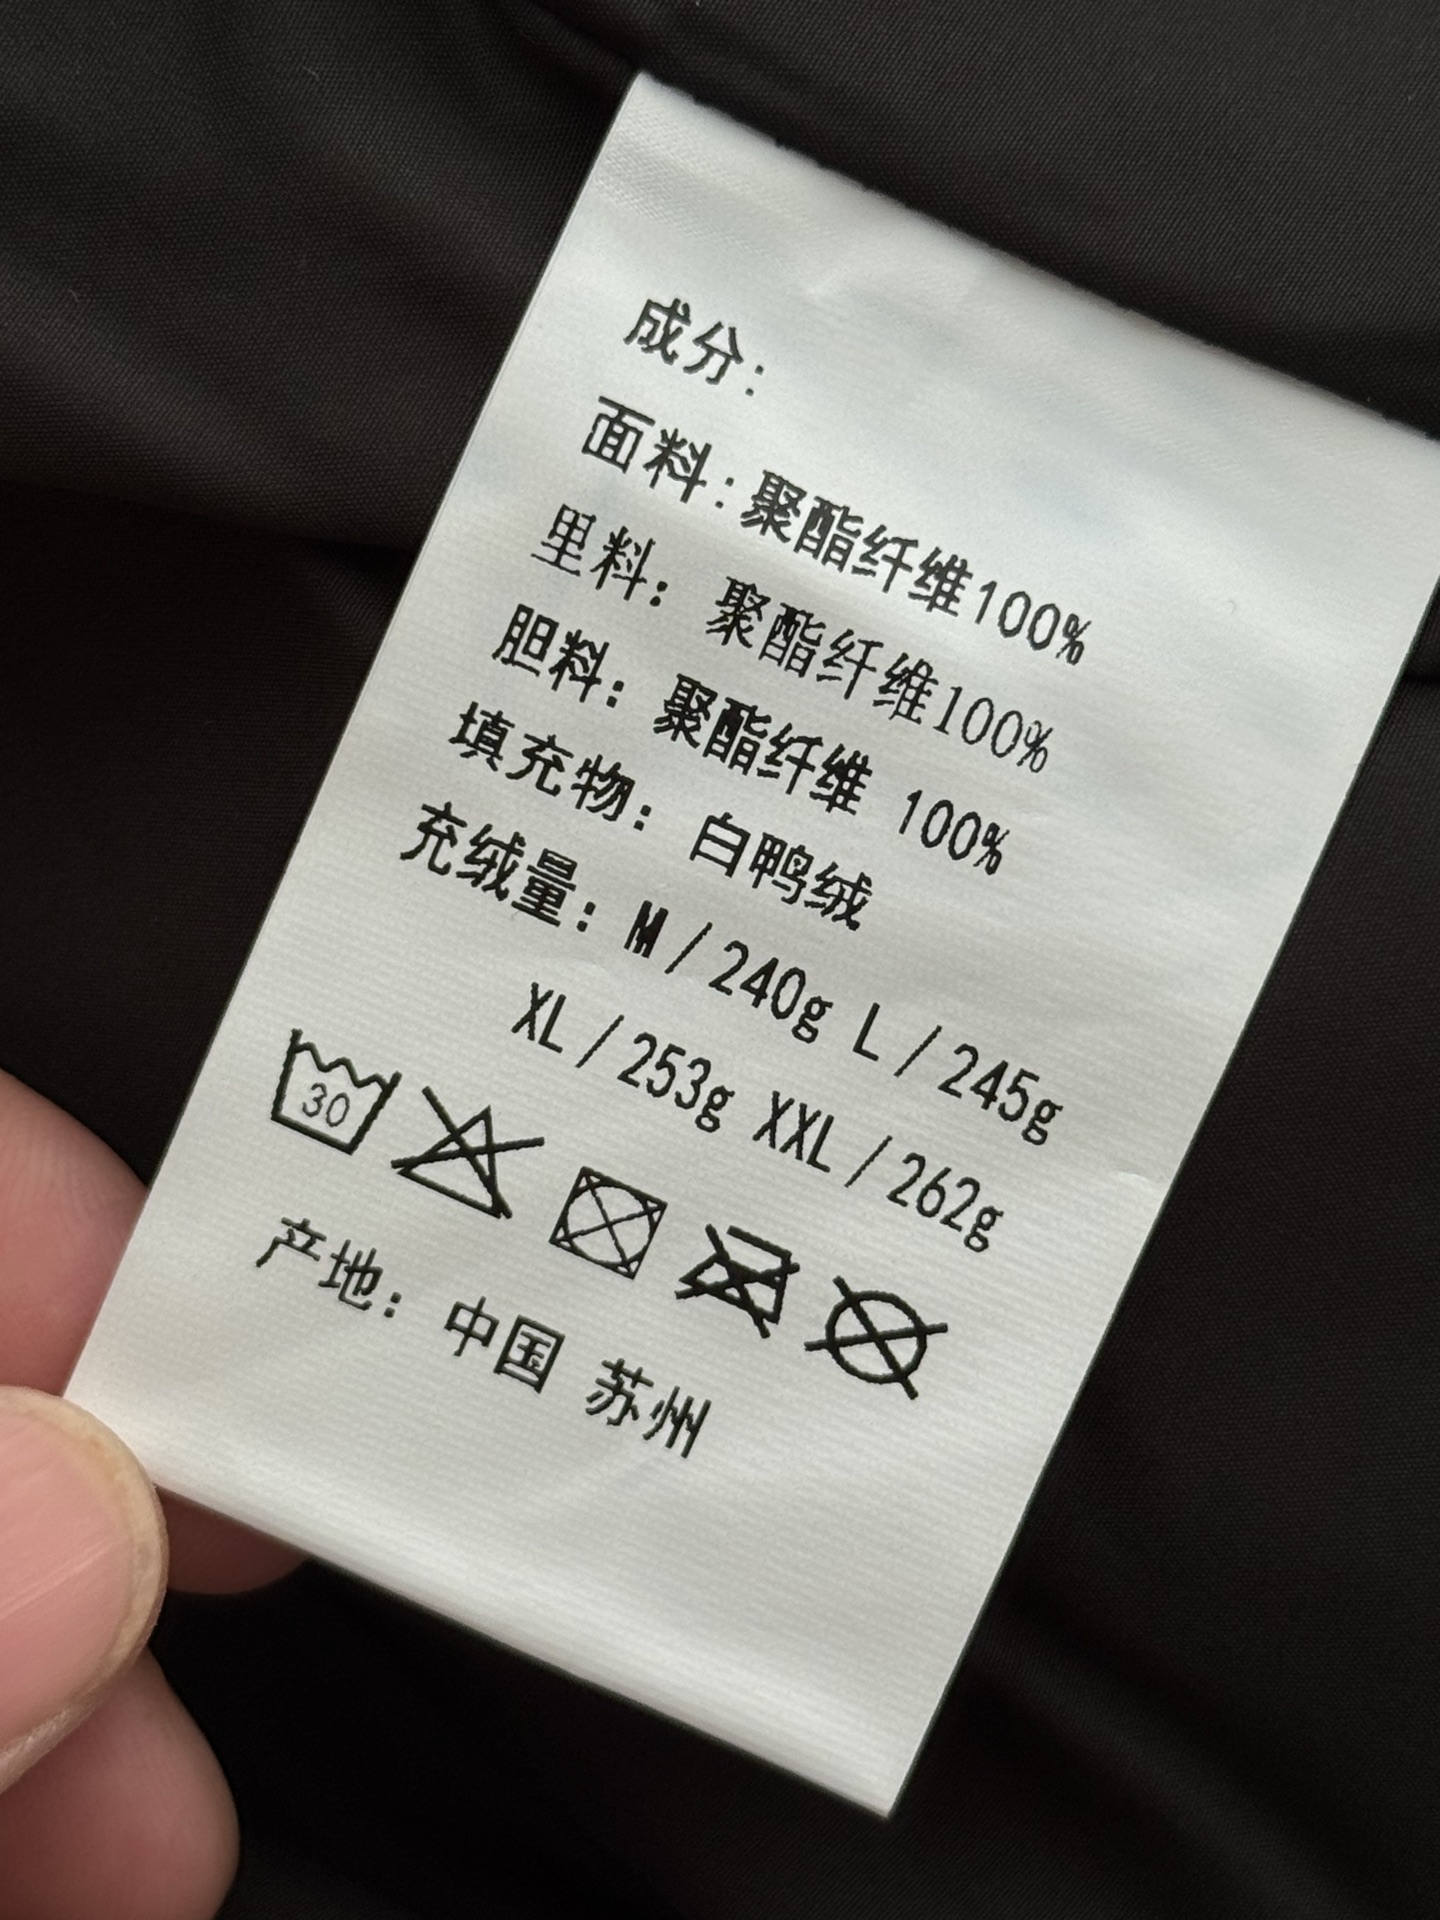 成分:
面料:聚酯纤维100%
里料: 聚酯纤维100%
胆料: 聚酯纤维 100%
填充物: 白鸭绒
充绒量: M/240g L/245g
XL/253g XXL/262g
30
产地: 中国 苏州